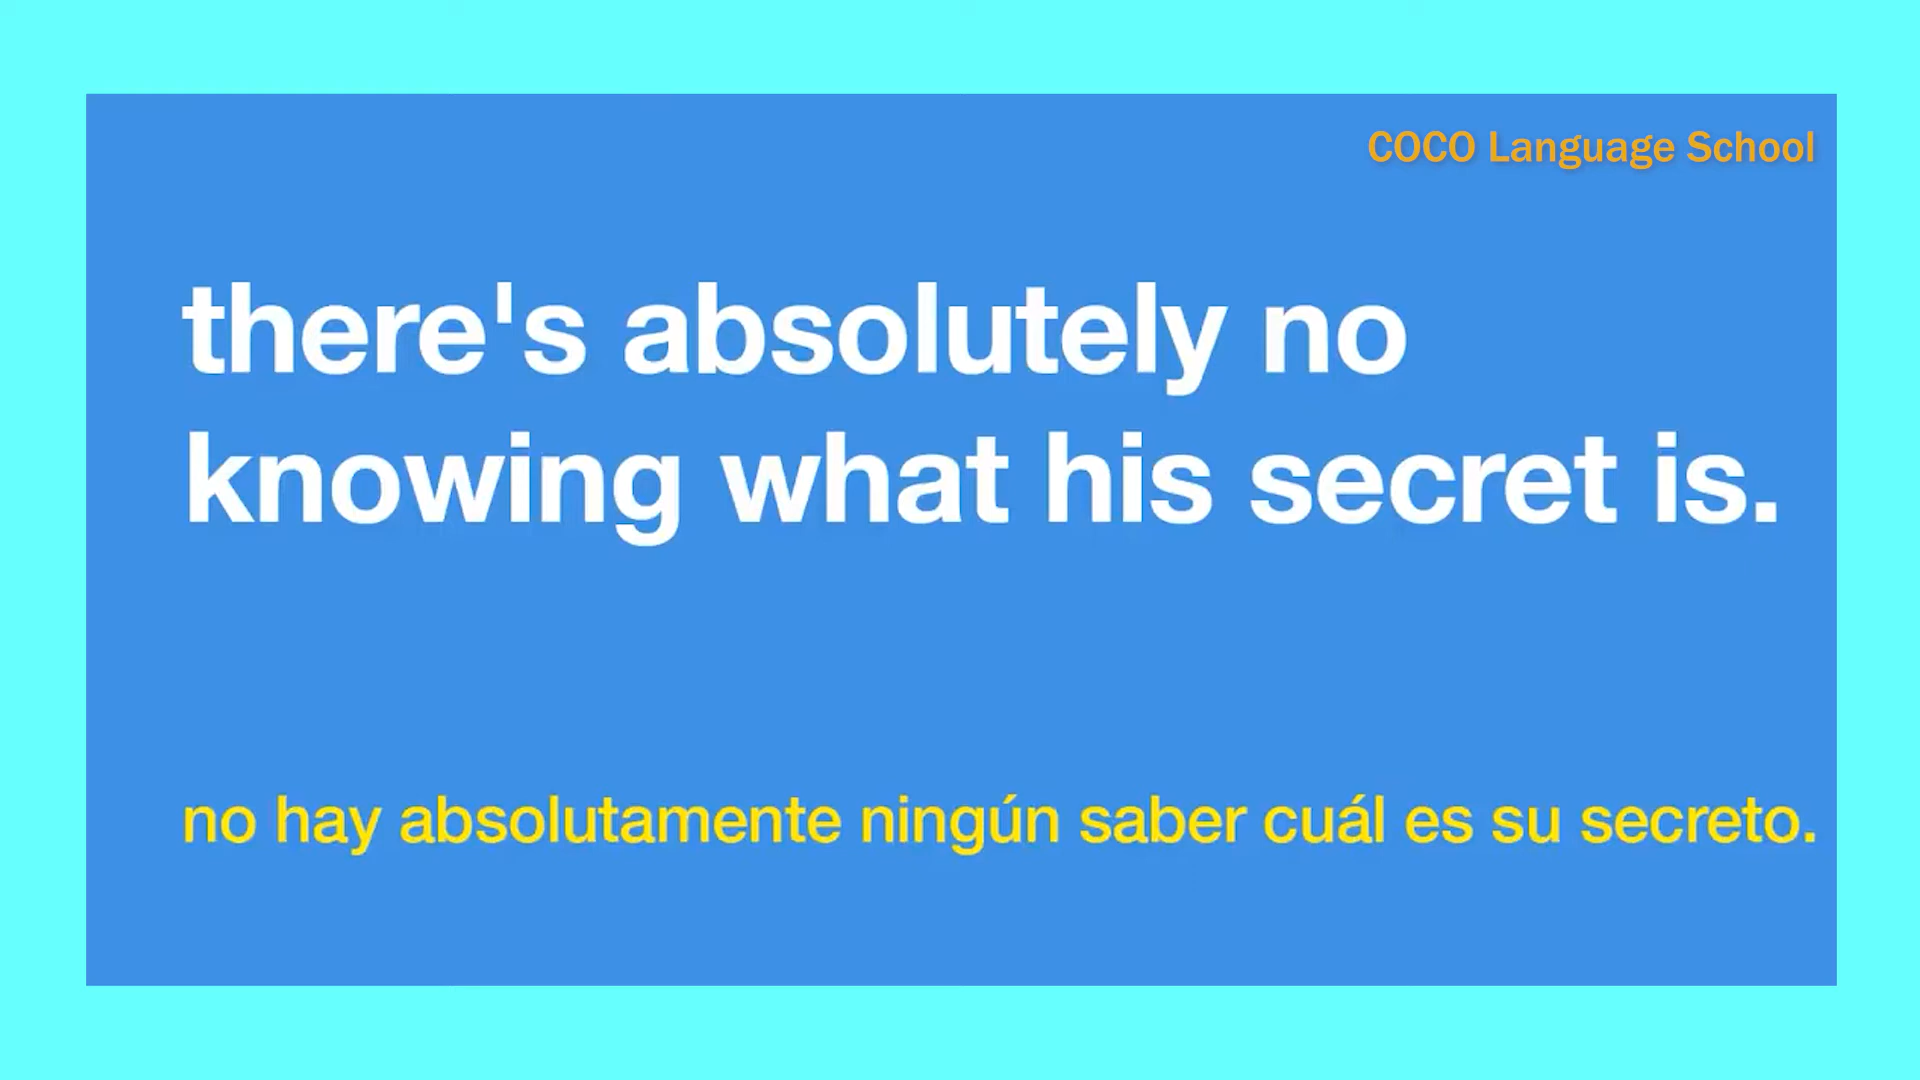 COCO Language School
there's absolutely no
knowing what his secret is.
no hay absolutamente ningún saber cuál es su secreto.